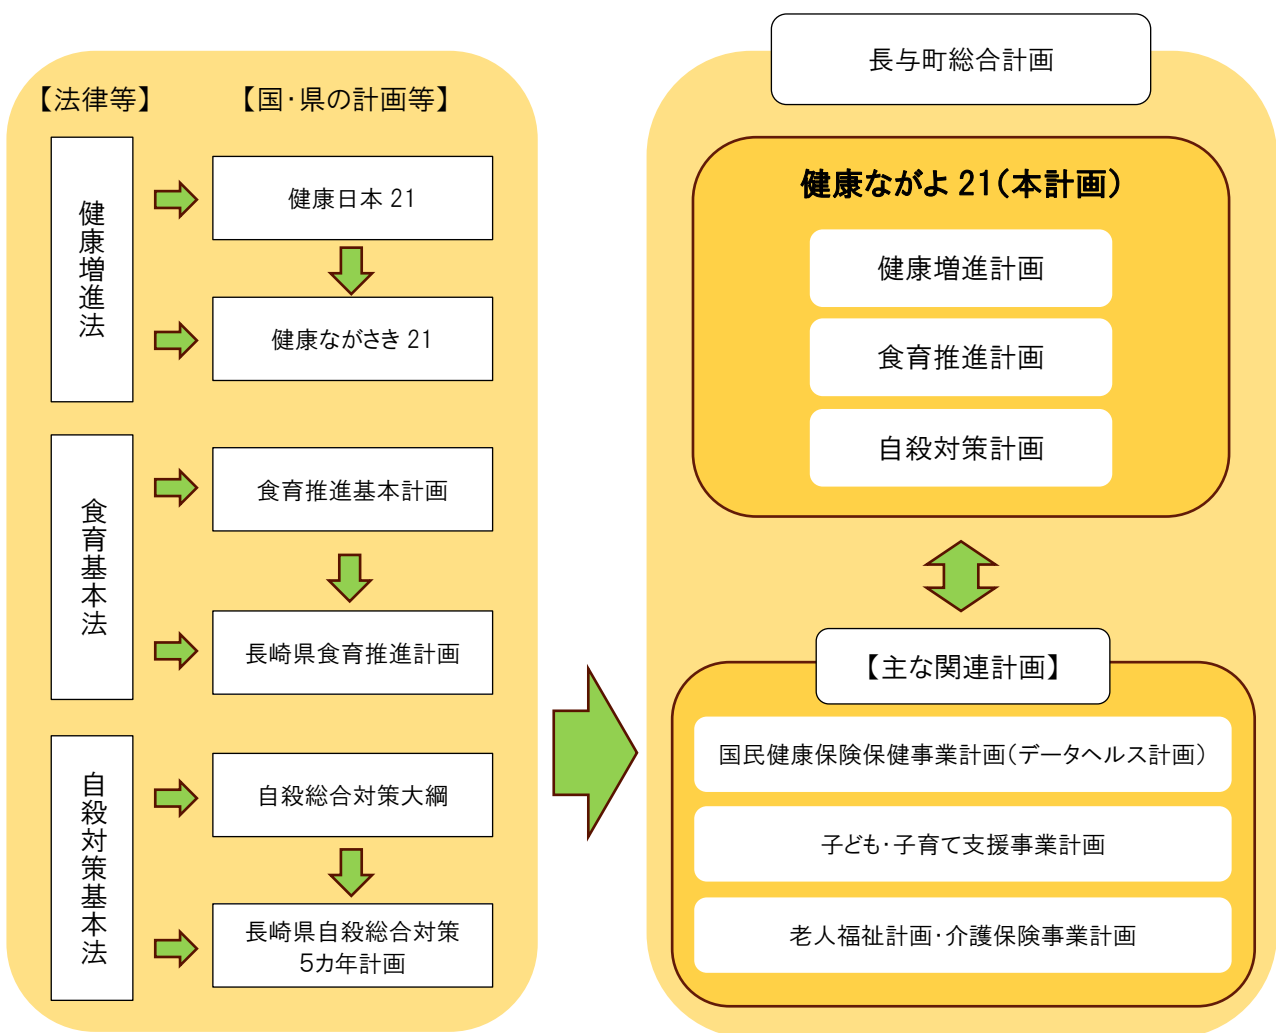 【法律等】
【国・県の計画等】
健康増進法
健康日本 21
健康ながさき 21
食育基本法
食育推進基本計画
長崎県食育推進計画
自殺対策基本法
自殺総合対策大綱
長崎県自殺総合対策
5カ年計画
長与町総合計画
健康ながよ 21(本計画)
健康増進計画
食育推進計画
自殺対策計画
【主な関連計画】
国民健康保険保健事業計画(データヘルス計画)
子ども・子育て支援事業計画
老人福祉計画・介護保険事業計画